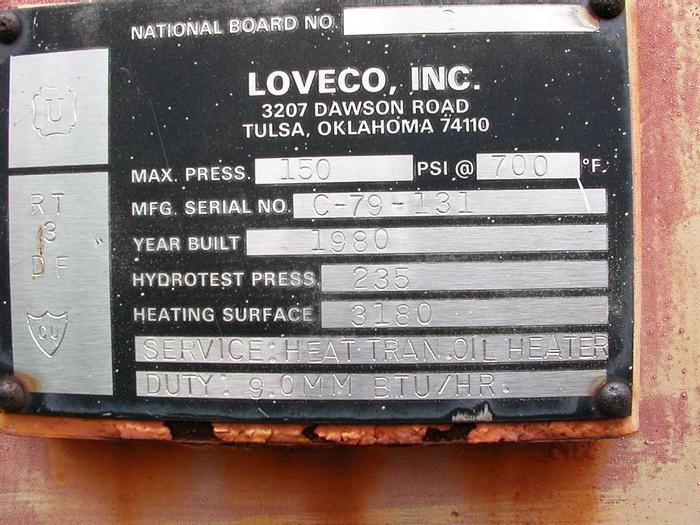 NATIONAL BOARD NO. 2
LOVECO, INC.
3207 DAWSON ROAD
TULSA, OKLAHOMA 74110
U
MAX. PRESS. 150 PSI @ 700 °F.
MFG. SERIAL NO. C-79-131
RT
3
DF
YEAR BUILT 1980
HYDROTEST PRESS. 235
HEATING SURFACE 3180
CU
SERVICE: HEAT TRAN. OIL HEATER
DUTY: 9.0MM BTU/HR.